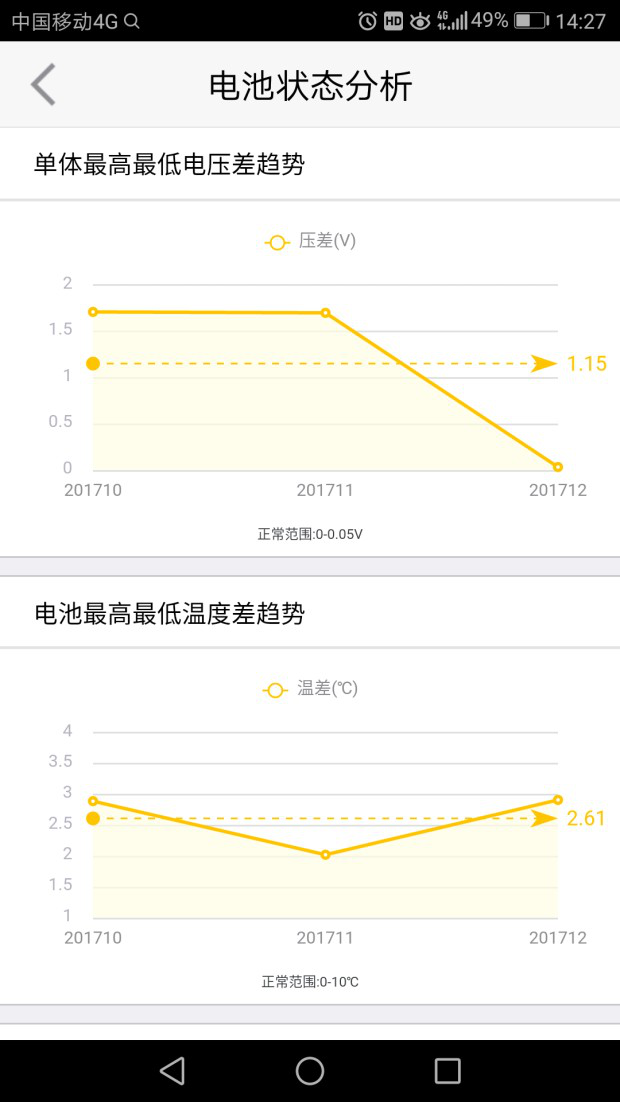 中国移动4G HD 4G 49% 14:27
电池状态分析
单体最高最低电压差趋势
压差(V)
2
1.5
1
0.5
0
1.15
201710 201711 201712
正常范围:0-0.05V
电池最高最低温度差趋势
温差(℃)
4
3.5
3
2.5
2
1.5
1
2.61
201710 201711 201712
正常范围:0-10℃